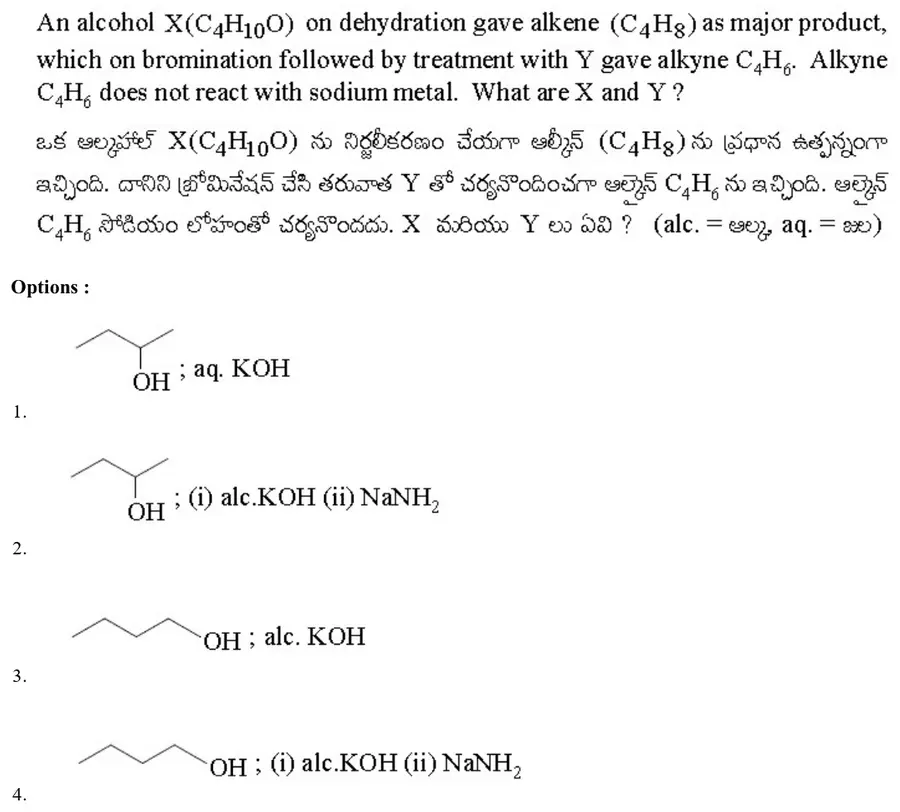 An alcohol X(C₄H₁₀O) on dehydration gave alkene (C₄H₈) as major product,
which on bromination followed by treatment with Y gave alkyne C₄H₆. Alkyne
C₄H₆ does not react with sodium metal. What are X and Y ?
ఒక ఆల్కహాల్ X(C₄H₁₀O) ను నిర్జలీకరణం చేయగా ఆల్కీన్ (C₄H₈) ను ప్రధాన ఉత్పన్నంగా
ఇచ్చింది. దానిని బ్రోమినేషన్ చేసి తరువాత Y తో చర్యనొందించగా ఆల్కైన్ C₄H₆ ను ఇచ్చింది. ఆల్కైన్
C₄H₆ సోడియం లోహంతో చర్యనొందదు. X మరియు Y లు ఏవి ? (alc. = ఆల్క, aq. = జల)
Options :
OH ; aq. KOH
1.
OH ; (i) alc.KOH (ii) NaNH₂
2.
OH ; alc. KOH
3.
OH ; (i) alc.KOH (ii) NaNH₂
4.